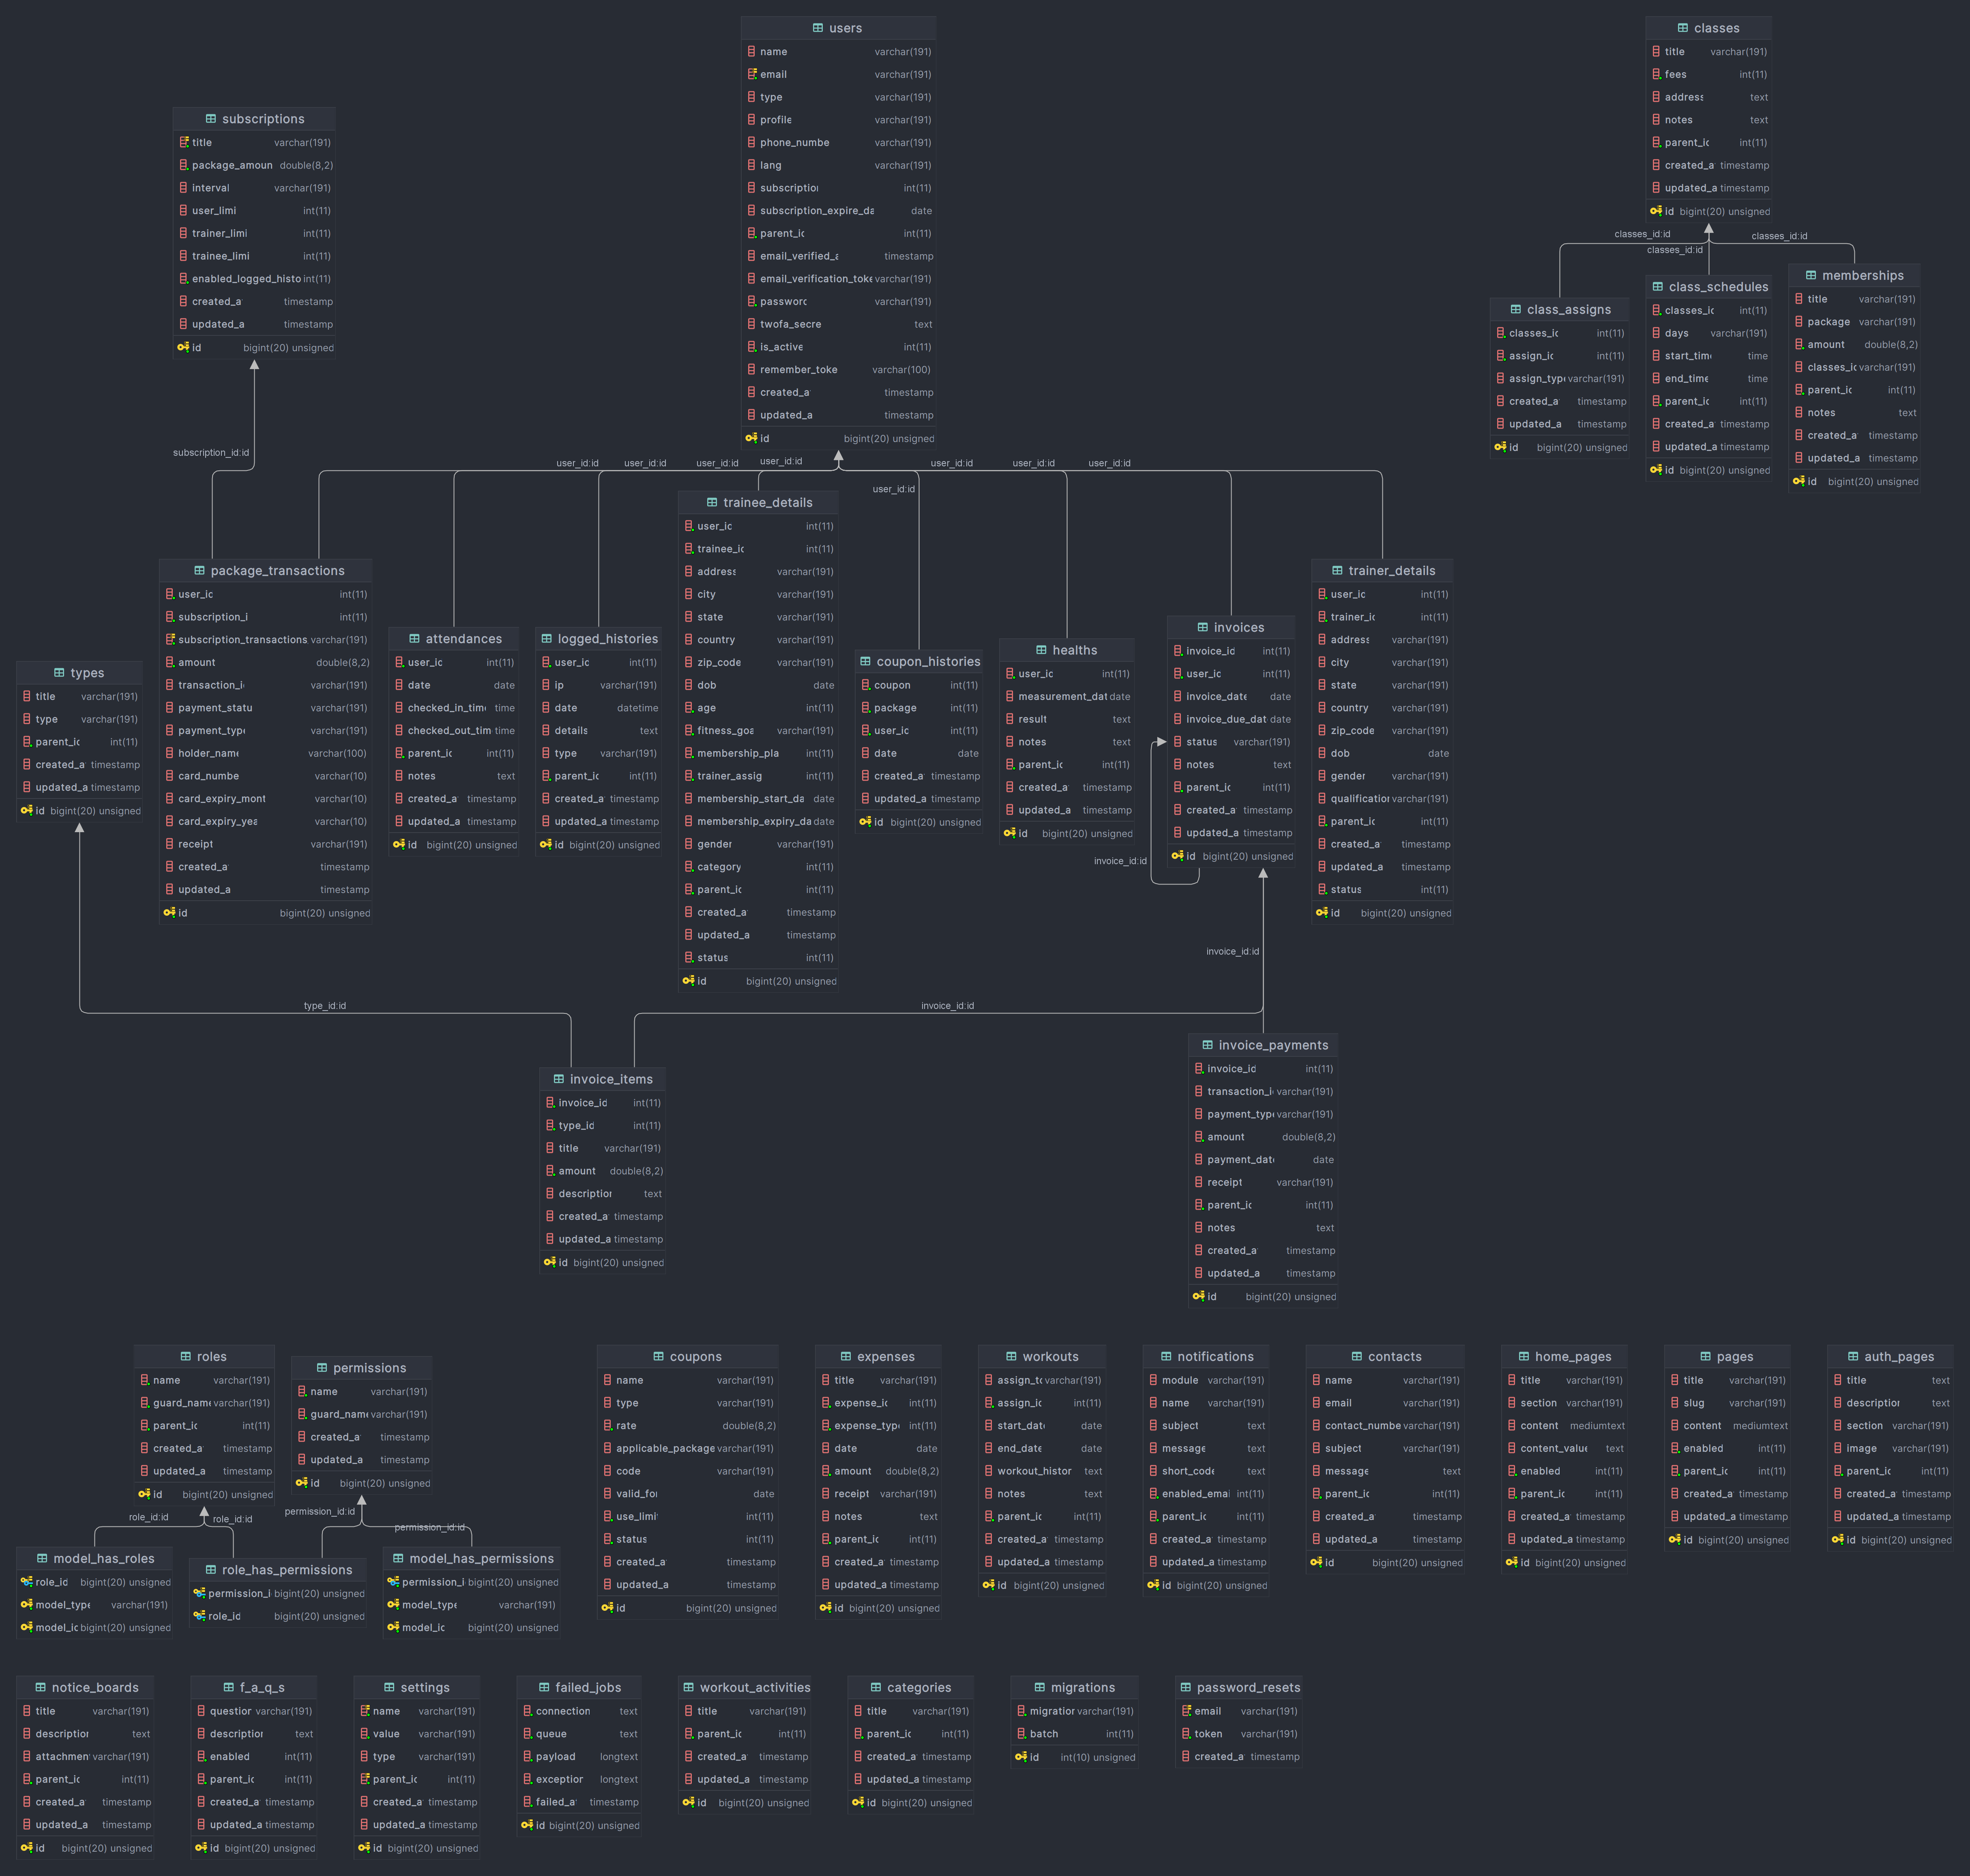 users
name varchar(191)
email varchar(191)
type varchar(191)
profile varchar(191)
phone_numbe varchar(191)
lang varchar(191)
subscriptio int(11)
subscription_expire_da date
parent_ic int(11)
email_verified_a timestamp
email_verification_toke varchar(191)
password varchar(191)
twofa_secre text
is_active int(11)
remember_toke varchar(100)
created_a timestamp
updated_a timestamp
id bigint(20) unsigned
classes
title varchar(191)
fees int(11)
address text
notes text
parent_ic int(11)
created_a timestamp
updated_a timestamp
id bigint(20) unsigned
subscriptions
title varchar(191)
package_amoun double(8,2)
interval varchar(191)
user_limi int(11)
trainer_limi int(11)
trainee_limi int(11)
enabled_logged_histo int(11)
created_a timestamp
updated_a timestamp
id bigint(20) unsigned
classes_id:id
classes_id:id
classes_id:id
class_assigns
classes_ic int(11)
assign_ic int(11)
assign_type varchar(191)
created_a timestamp
updated_a timestamp
id bigint(20) unsigned
class_schedules
classes_ic int(11)
days varchar(191)
start_time time
end_time time
parent_ic int(11)
created_a timestamp
updated_a timestamp
id bigint(20) unsigned
memberships
title varchar(191)
package varchar(191)
amount double(8,2)
classes_ic varchar(191)
parent_ic int(11)
notes text
created_a timestamp
updated_a timestamp
id bigint(20) unsigned
subscription_id:id
user_id:id
user_id:id
user_id:id
user_id:id
user_id:id
user_id:id
user_id:id
user_id:id
package_transactions
user_ic int(11)
subscription_i int(11)
subscription_transactions varchar(191)
amount double(8,2)
transaction_i varchar(191)
payment_statu varchar(191)
payment_type varchar(191)
holder_name varchar(100)
card_numbe varchar(10)
card_expiry_mont varchar(10)
card_expiry_yea varchar(10)
receipt varchar(191)
created_a timestamp
updated_a timestamp
id bigint(20) unsigned
attendances
user_ic int(11)
date date
checked_in_time time
checked_out_tim time
parent_ic int(11)
notes text
created_a timestamp
updated_a timestamp
id bigint(20) unsigned
logged_histories
user_ic int(11)
ip varchar(191)
date datetime
details text
type varchar(191)
parent_ic int(11)
created_a timestamp
updated_a timestamp
id bigint(20) unsigned
trainee_details
user_ic int(11)
trainee_ic int(11)
address varchar(191)
city varchar(191)
state varchar(191)
country varchar(191)
zip_code varchar(191)
dob date
age int(11)
fitness_goa varchar(191)
membership_pla int(11)
trainer_assig int(11)
membership_start_da date
membership_expiry_da date
gender varchar(191)
category int(11)
parent_ic int(11)
created_a timestamp
updated_a timestamp
status int(11)
id bigint(20) unsigned
coupon_histories
coupon int(11)
package int(11)
user_ic int(11)
date date
created_a timestamp
updated_a timestamp
id bigint(20) unsigned
healths
user_ic int(11)
measurement_dat date
result text
notes text
parent_ic int(11)
created_a timestamp
updated_a timestamp
id bigint(20) unsigned
invoices
invoice_id int(11)
user_ic int(11)
invoice_date date
invoice_due_dat date
status varchar(191)
notes text
parent_ic int(11)
created_a timestamp
updated_a timestamp
id bigint(20) unsigned
trainer_details
user_ic int(11)
trainer_ic int(11)
address varchar(191)
city varchar(191)
state varchar(191)
country varchar(191)
zip_code varchar(191)
dob date
gender varchar(191)
qualification varchar(191)
parent_ic int(11)
created_a timestamp
updated_a timestamp
status int(11)
id bigint(20) unsigned
types
title varchar(191)
type varchar(191)
parent_ic int(11)
created_a timestamp
updated_a timestamp
id bigint(20) unsigned
invoice_id:id
invoice_id:id
type_id:id
invoice_id:id
invoice_items
invoice_id int(11)
type_id int(11)
title varchar(191)
amount double(8,2)
description text
created_a timestamp
updated_a timestamp
id bigint(20) unsigned
invoice_payments
invoice_id int(11)
transaction_i varchar(191)
payment_type varchar(191)
amount double(8,2)
payment_date date
receipt varchar(191)
parent_ic int(11)
notes text
created_a timestamp
updated_a timestamp
id bigint(20) unsigned
roles
name varchar(191)
guard_name varchar(191)
parent_ic int(11)
created_a timestamp
updated_a timestamp
id bigint(20) unsigned
permissions
name varchar(191)
guard_name varchar(191)
created_a timestamp
updated_a timestamp
id bigint(20) unsigned
role_id:id
role_id:id
permission_id:id
permission_id:id
model_has_roles
role_id bigint(20) unsigned
model_type varchar(191)
model_ic bigint(20) unsigned
role_has_permissions
permission_i bigint(20) unsigned
role_id bigint(20) unsigned
model_has_permissions
permission_i bigint(20) unsigned
model_type varchar(191)
model_ic bigint(20) unsigned
coupons
name varchar(191)
type varchar(191)
rate double(8,2)
applicable_package varchar(191)
code varchar(191)
valid_for date
use_limi int(11)
status int(11)
created_a timestamp
updated_a timestamp
id bigint(20) unsigned
expenses
title varchar(191)
expense_ic int(11)
expense_type int(11)
date date
amount double(8,2)
receipt varchar(191)
notes text
parent_ic int(11)
created_a timestamp
updated_a timestamp
id bigint(20) unsigned
workouts
assign_to varchar(191)
assign_ic int(11)
start_date date
end_date date
workout_histor text
notes text
parent_ic int(11)
created_a timestamp
updated_a timestamp
id bigint(20) unsigned
notifications
module varchar(191)
name varchar(191)
subject text
message text
short_code text
enabled_emai int(11)
parent_ic int(11)
created_a timestamp
updated_a timestamp
id bigint(20) unsigned
contacts
name varchar(191)
email varchar(191)
contact_numbe varchar(191)
subject varchar(191)
message text
parent_ic int(11)
created_a timestamp
updated_a timestamp
id bigint(20) unsigned
home_pages
title varchar(191)
section varchar(191)
content mediumtext
content_value text
enabled int(11)
parent_ic int(11)
created_a timestamp
updated_a timestamp
id bigint(20) unsigned
pages
title varchar(191)
slug varchar(191)
content mediumtext
enabled int(11)
parent_ic int(11)
created_a timestamp
updated_a timestamp
id bigint(20) unsigned
auth_pages
title text
description text
section varchar(191)
image varchar(191)
parent_ic int(11)
created_a timestamp
updated_a timestamp
id bigint(20) unsigned
notice_boards
title varchar(191)
description text
attachmen varchar(191)
parent_ic int(11)
created_a timestamp
updated_a timestamp
id bigint(20) unsigned
f_a_q_s
question varchar(191)
description text
enabled int(11)
parent_ic int(11)
created_a timestamp
updated_a timestamp
id bigint(20) unsigned
settings
name varchar(191)
value varchar(191)
type varchar(191)
parent_ic int(11)
created_a timestamp
updated_a timestamp
id bigint(20) unsigned
failed_jobs
connection text
queue text
payload longtext
exception longtext
failed_a timestamp
id bigint(20) unsigned
workout_activities
title varchar(191)
parent_ic int(11)
created_a timestamp
updated_a timestamp
id bigint(20) unsigned
categories
title varchar(191)
parent_ic int(11)
created_a timestamp
updated_a timestamp
id bigint(20) unsigned
migrations
migration varchar(191)
batch int(11)
id int(10) unsigned
password_resets
email varchar(191)
token varchar(191)
created_a timestamp